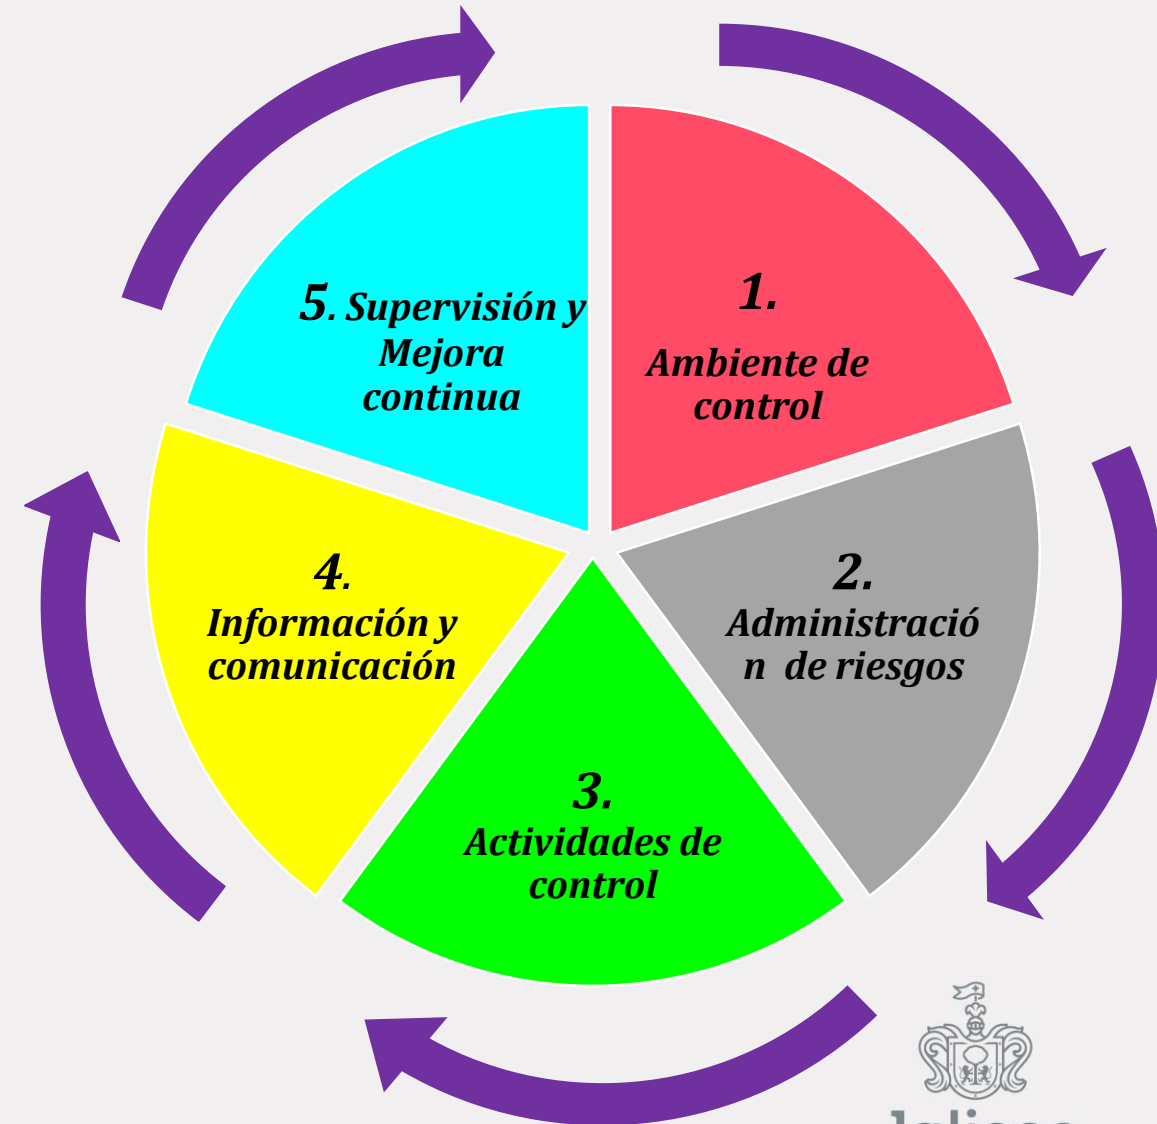 1.
Ambiente de
control
2.
Administració
n de riesgos
3.
Actividades de
control
4.
Información y
comunicación
5. Supervisión y
Mejora
continua
Jalisco